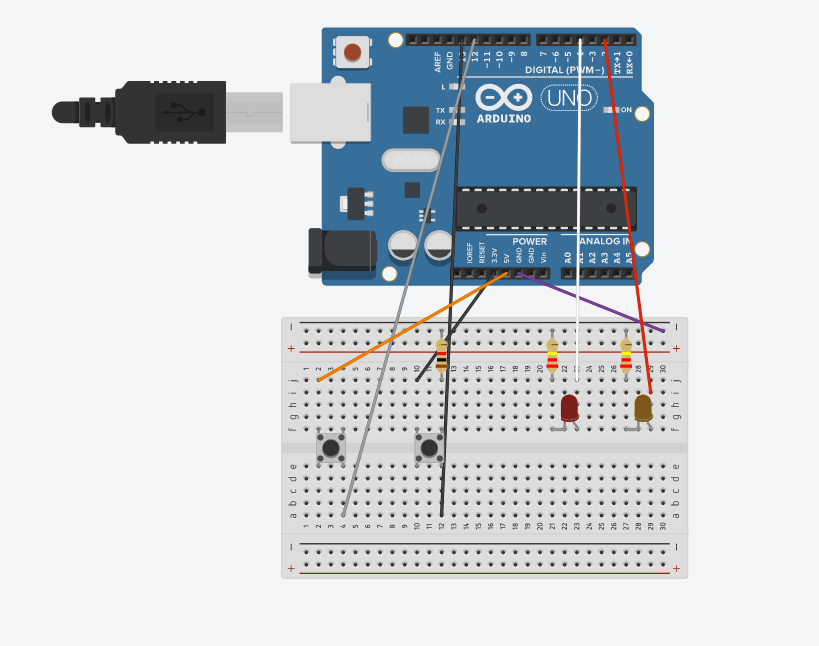 AREF
GND
13
12
~11
~10
~9
8
7
~6
~5
4
~3
2
TX→1
RX←0
DIGITAL (PWM~)
L
TX
RX
ARDUINO
UNO
ON
POWER
ANALOG IN
IOREF
RESET
3.3V
5V
GND
GND
Vin
A0
A1
A2
A3
A4
A5
— —
+ +
1 2 3 4 5 6 7 8 9 10 11 12 13 14 15 16 17 18 19 20 21 22 23 24 25 26 27 28 29 30
j j
i i
h h
g g
f f
e e
d d
c c
b b
a a
1 2 3 4 5 6 7 8 9 10 11 12 13 14 15 16 17 18 19 20 21 22 23 24 25 26 27 28 29 30
— —
+ +